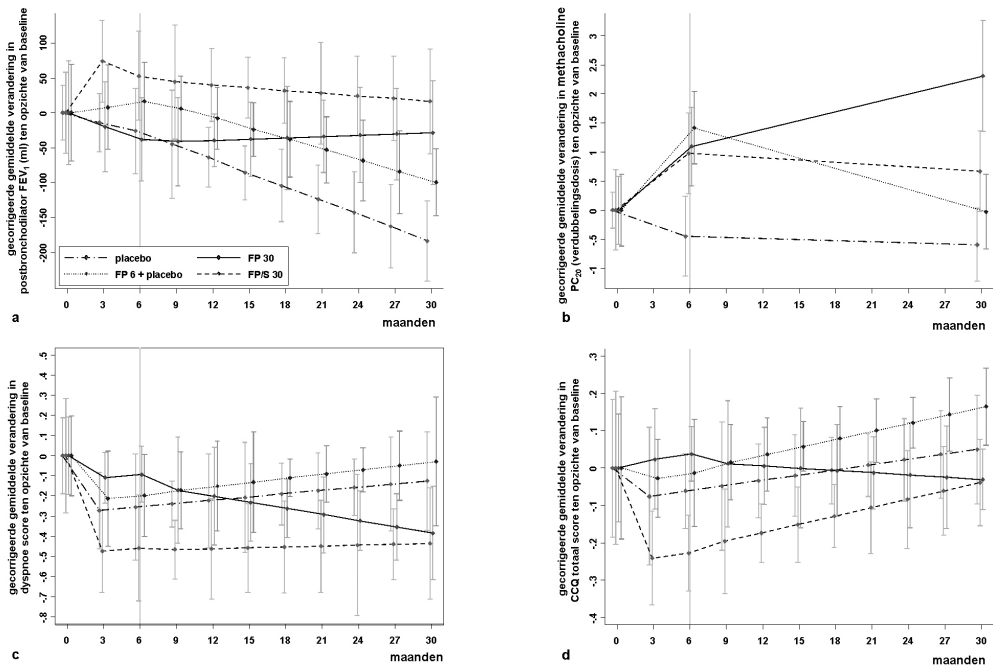 gecorrigeerde gemiddelde verandering in
postbronchodilator FEV₁ (ml) ten opzichte van baseline
100
50
0
-50
-100
-150
-200
placebo
FP 30
FP 6 + placebo
FP/S 30
0 3 6 9 12 15 18 21 24 27 30
maanden
a
gecorrigeerde gemiddelde verandering in methacholine
PC₂₀ (verdubbelingsdosis) ten opzichte van baseline
3
2.5
2
1.5
1
.5
0
-.5
-1
0 3 6 9 12 15 18 21 24 27 30
maanden
b
gecorrigeerde gemiddelde verandering in
dyspnoe score ten opzichte van baseline
.5
.4
.3
.2
.1
0
-.1
-.2
-.3
-.4
-.5
-.6
-.7
-.8
0 3 6 9 12 15 18 21 24 27 30
maanden
c
gecorrigeerde gemiddelde verandering in
CCQ totaal score ten opzichte van baseline
.3
.2
.1
0
-.1
-.2
-.3
-.4
0 3 6 9 12 15 18 21 24 27 30
maanden
d